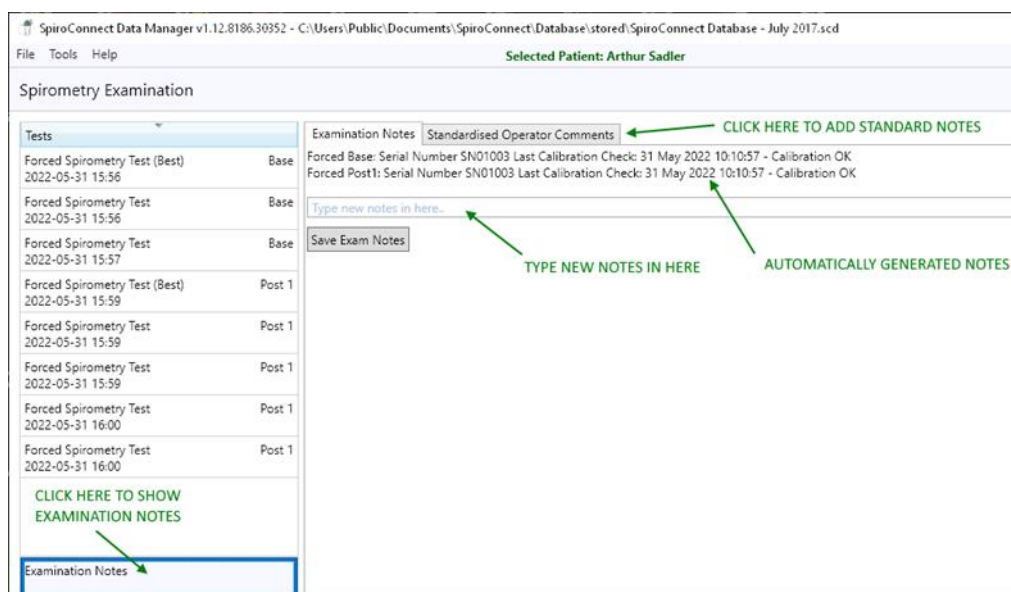 SpiroConnect Data Manager v1.12.8186.30352 - C:\Users\Public\Documents\SpiroConnect\Database\stored\SpiroConnect Database - July 2017.scd
File Tools Help
Selected Patient: Arthur Sadler
Spirometry Examination
Tests
Forced Spirometry Test (Best) Base
2022-05-31 15:56
Forced Spirometry Test Base
2022-05-31 15:56
Forced Spirometry Test Base
2022-05-31 15:57
Forced Spirometry Test (Best) Post 1
2022-05-31 15:59
Forced Spirometry Test Post 1
2022-05-31 15:59
Forced Spirometry Test Post 1
2022-05-31 15:59
Forced Spirometry Test Post 1
2022-05-31 16:00
Forced Spirometry Test Post 1
2022-05-31 16:00
CLICK HERE TO SHOW
EXAMINATION NOTES
Examination Notes
Examination Notes Standardised Operator Comments
CLICK HERE TO ADD STANDARD NOTES
Forced Base: Serial Number SN01003 Last Calibration Check: 31 May 2022 10:10:57 - Calibration OK
Forced Post1: Serial Number SN01003 Last Calibration Check: 31 May 2022 10:10:57 - Calibration OK
Type new notes in here..
Save Exam Notes
TYPE NEW NOTES IN HERE
AUTOMATICALLY GENERATED NOTES